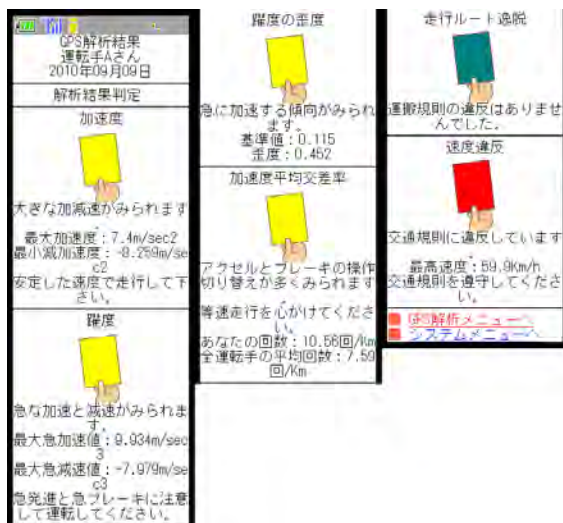 GPS解析結果
運転手Aさん
2010年09月09日
解析結果判定
加速度
大きな加減速がみられます
.
最大加速度:7.4m/sec2
最小減加速度:-8.259m/se
c2
安定した速度で走行して下
さい。
躍度
急な加速と減速がみられま
す。
最大急加速値:9.934m/sec
3
最大急減速値:-7.979m/se
c3
急発進と急ブレーキに注意
して運転してください。
躍度の歪度
急に加速する傾向がみられ
ます。
基準値:0.115
歪度:0.452
加速度平均交差率
アクセルとブレーキの操作
切り替えが多くみられます
.
等速走行を心がけてくださ
い。
あなたの回数:10.56回/Km
全運転手の平均回数:7.59
回/Km
走行ルート逸脱
運搬規則の違反はありませ
んでした。
速度違反
交通規則に違反しています
.
最高速度:59.9Km/h
交通規則を遵守してくださ
い。
GPS解析メニューへ
システムメニューへ